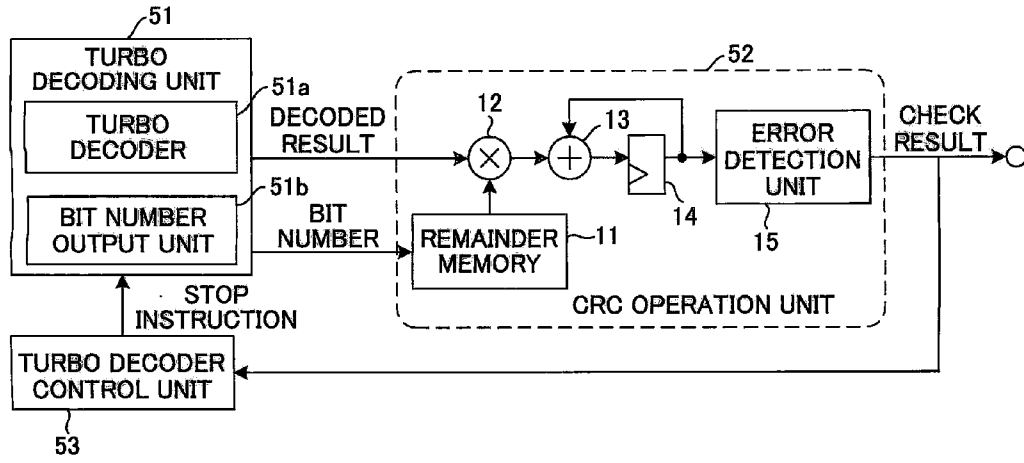 51
TURBO
DECODING UNIT
51a
TURBO
DECODER
51b
BIT NUMBER
OUTPUT UNIT
DECODED
RESULT
BIT
NUMBER
52
12
13
14
ERROR
DETECTION
UNIT
15
REMAINDER
MEMORY
11
CRC OPERATION UNIT
CHECK
RESULT
STOP
INSTRUCTION
TURBO DECODER
CONTROL UNIT
53